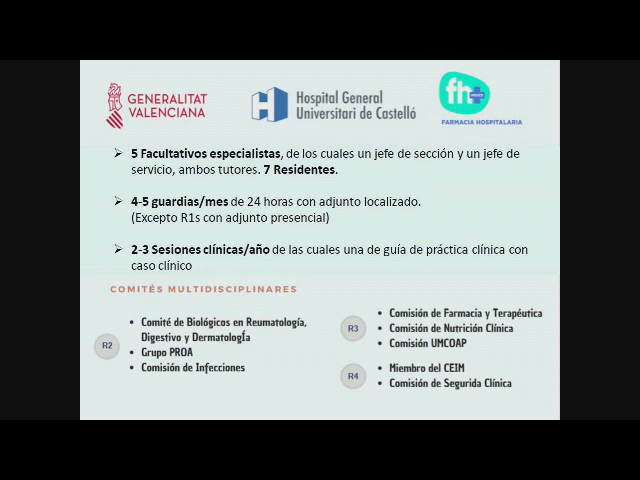 GENERALITAT
VALENCIANA
Hospital General
Universitari de Castelló
fh+
FARMACIA HOSPITALARIA
➢ 5 Facultativos especialistas, de los cuales un jefe de sección y un jefe de
servicio, ambos tutores. 7 Residentes.
➢ 4-5 guardias/mes de 24 horas con adjunto localizado.
(Excepto R1s con adjunto presencial)
➢ 2-3 Sesiones clínicas/año de las cuales una de guía de práctica clínica con
caso clínico
COMITÉS MULTIDISCIPLINARES
R2
• Comité de Biológicos en Reumatología,
Digestivo y DermatologÍa
• Grupo PROA
• Comisión de Infecciones
R3
• Comisión de Farmacia y Terapéutica
• Comisión de Nutrición Clínica
• Comisión UMCOAP
R4
• Miembro del CEIM
• Comisión de Segurida Clínica